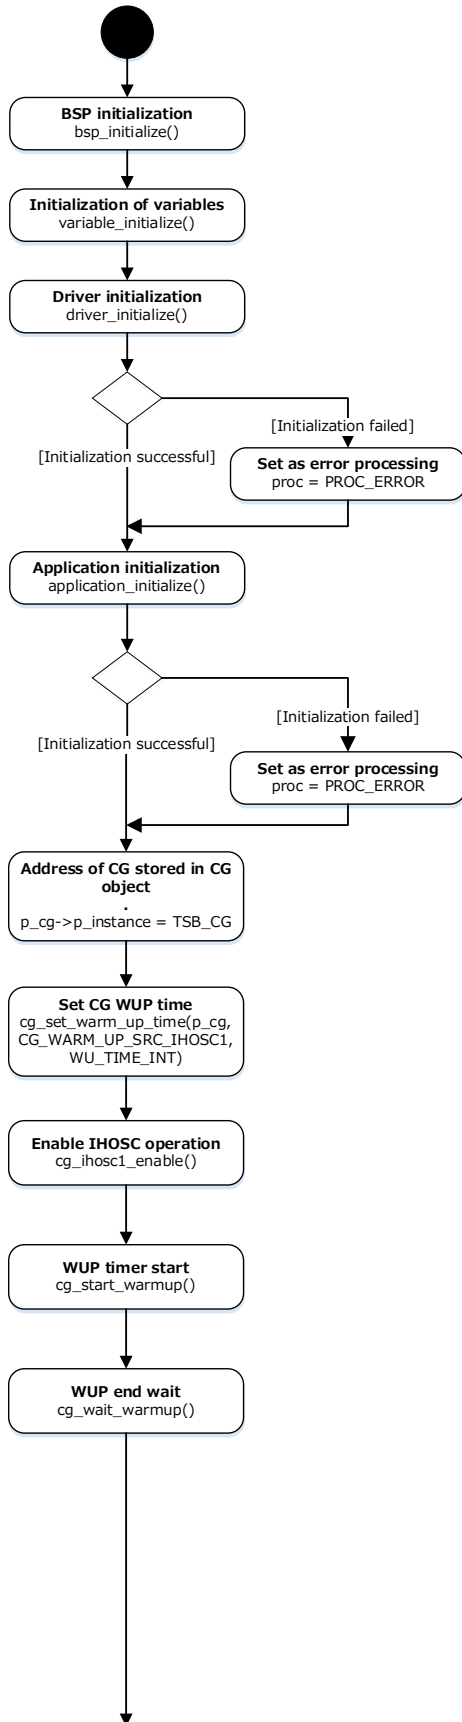 BSP initialization
bsp_initialize()
Initialization of variables
variable_initialize()
Driver initialization
driver_initialize()
[Initialization failed]
[Initialization successful]
Set as error processing
proc = PROC_ERROR
Application initialization
application_initialize()
[Initialization failed]
[Initialization successful]
Set as error processing
proc = PROC_ERROR
Address of CG stored in CG
object
.
p_cg->p_instance = TSB_CG
Set CG WUP time
cg_set_warm_up_time(p_cg,
CG_WARM_UP_SRC_IHOSC1,
WU_TIME_INT)
Enable IHOSC operation
cg_ihosc1_enable()
WUP timer start
cg_start_warmup()
WUP end wait
cg_wait_warmup()